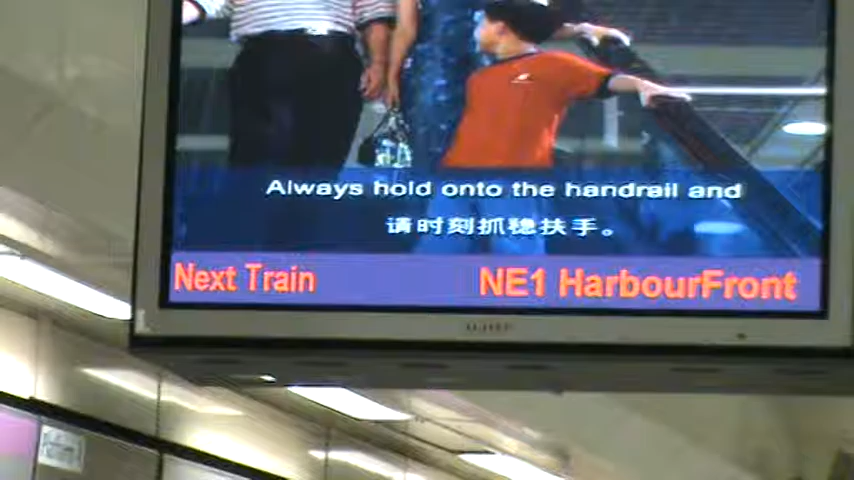 Always hold onto the handrail and
请时刻抓稳扶手。
Next Train NE1 HarbourFront